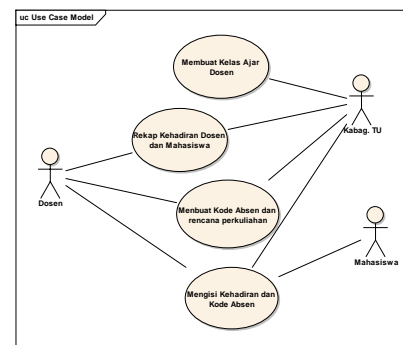 uc Use Case Model
Membuat Kelas Ajar
Dosen
Kabag. TU
Rekap Kehadiran Dosen
dan Mahasiswa
Dosen
Menbuat Kode Absen dan
rencana perkuliahan
Mahasiswa
Mengisi Kehadiran dan
Kode Absen